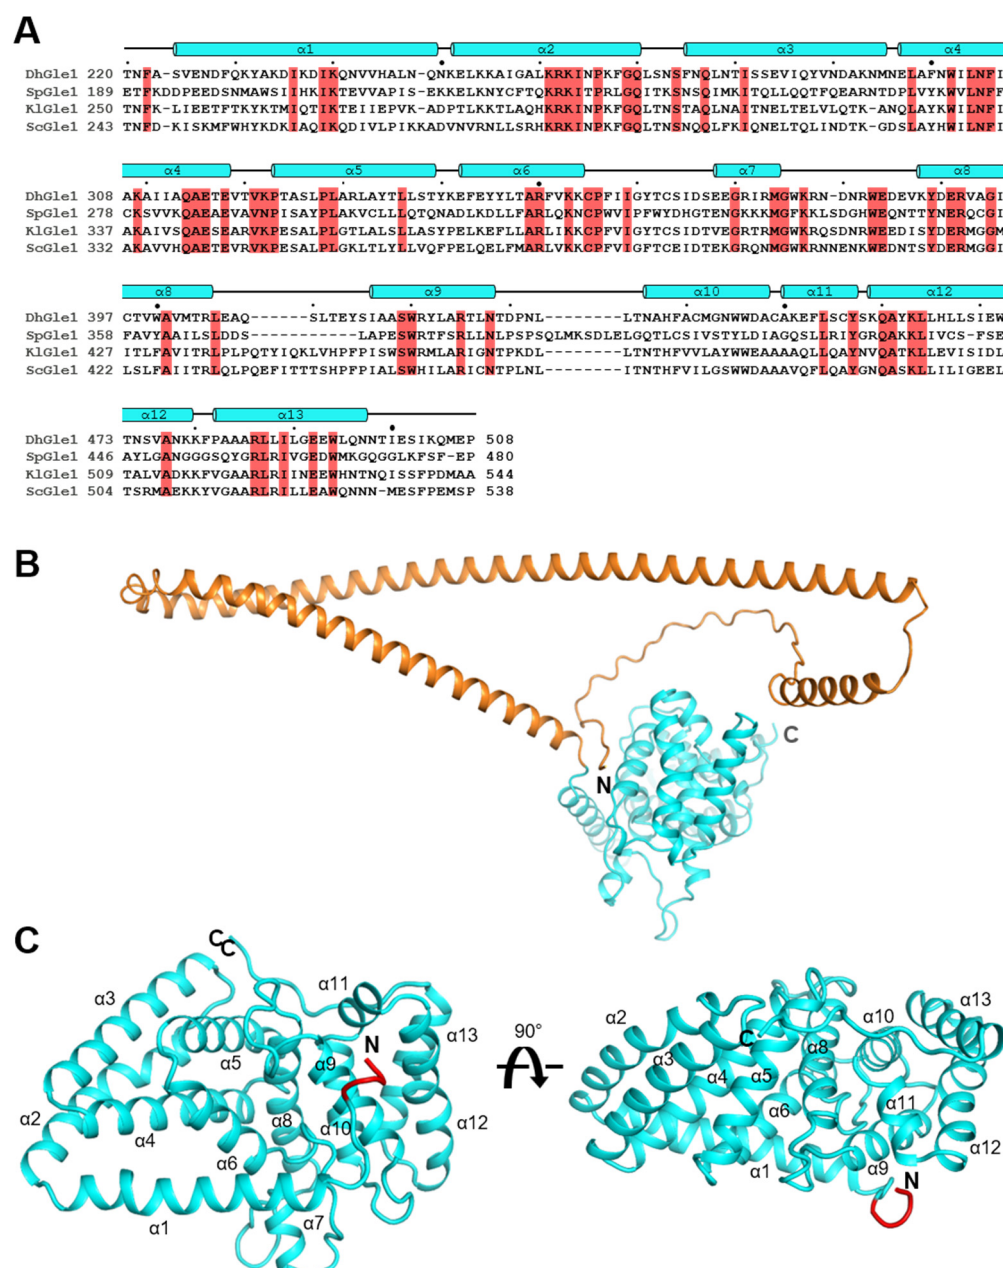 A
α1 α2 α3 α4
DhGle1 220 TNFA-SVENDFQKYAKDIKDIKQNVVHALN-QNKELKKAIGALKRKINPKFGQLSNSFNQLNTISSEVIQYVNDAKNMNELAFNWILNFI
SpGle1 189 ETFKDDPEEDSNMAWSIIHKIKTEVVAPIS-EKKELKNYCFTQKRKINPRLGQITKSNSQIMKITQLLQQTFQEARNTDPLVYKWVLNFF
KlGle1 250 TNFK-LIEETFTKYKTMIQTIKTEIIEPVK-ADPTLKKTLAQHKRKINPKFGQLTNSTAQLNAITNELTELVLQTK-ANQLAYNWILNFI
ScGle1 243 TNFD-KISKMFWHYKDKIAQIKQDIVLPIKKADVNVRNLLSRHKRKINPKFGQLTNSNQQLFKIQNELTQLINDTK-GDSLAYHWILNFI
α4 α5 α6 α7 α8
DhGle1 308 AKAIIAQAETEVTVKPTASLPLARLAYTLLSTYKEFEYYLTARFVKKCPFIIGYTCSIDSEEGRIRMGWKRN-DNRWEDEVKYDERVAGI
SpGle1 278 CKSVVKQAEAEVAVNPISAYPLAKVCLLLQTQNADLKDLLFARLQKNCPWVIPFWYDHGTENGKKKMGFKKLSDGHWEQNTTYNERQCGI
KlGle1 337 AKAIVSQAESEARVKPESALPLGTLALSLLASYPELKEFLLARLIKKCPFVIGYTCSIDTVEGRTRMGWKRQSDNRWEEDISYDERMGGM
ScGle1 332 AKAVVHQAETEVRVKPESALPLGKLTLYLLVQFPELQELFMARLVKKCPFVIGFTCEIDTEKGRQNMGWKRNNENKWEDNTSYDERMGGI
α8 α9 α10 α11 α12
DhGle1 397 CTVWAVMTRLEAQ------SLTEYSIAASWRYLARTLNTDPNL--------LTNAHFACMGNWWDACAKEFLSCYSKQAYKLLHLLSIEW
SpGle1 358 FAVYAAILSLDDS------------LAPESWRTFSRLLNLPSPSQLMKSDLELGQTLCSIVSTYLDIAGQSLLRIYGRQAKKLIVCS-FSE
KlGle1 427 ITLFAVITRLPLPQTYIQKLVHPFPISWSWRMLARIGNTPKDL--------LTNTHFVVLAYWWEAAAAQLLQAYNVQATKLLEVISIDL
ScGle1 422 LSLFAIITRLQLPQEFITTTSHPFPIALSWHILARICNTPLNL--------ITNTHFVILGSWWDAAAVQFLQAYGNQASKLLILIGEEL
α12 α13
DhGle1 473 TNSVANKKFPAAARLLILGEEWLQNNTIESIKQMEP 508
SpGle1 446 AYLGANGGGSQYGRLRIVGEDWMKGQGGLKFSF-EP 480
KlGle1 509 TALVADKKFVGAARLRIINEEWHNTNQISSFPDMAA 544
ScGle1 504 TSRMAEKKYVGAARLRILLEAWQNNN-MESFPEMSP 538
B
C
N
C
C
C
α11
α3
α13
N
α5
α9
90°
α2
α4
α8
α10
α12
α6
α1
α7
α13
α10
α2
α8
C
α3
α4
α5
α11
α6
α12
α1
α9
N